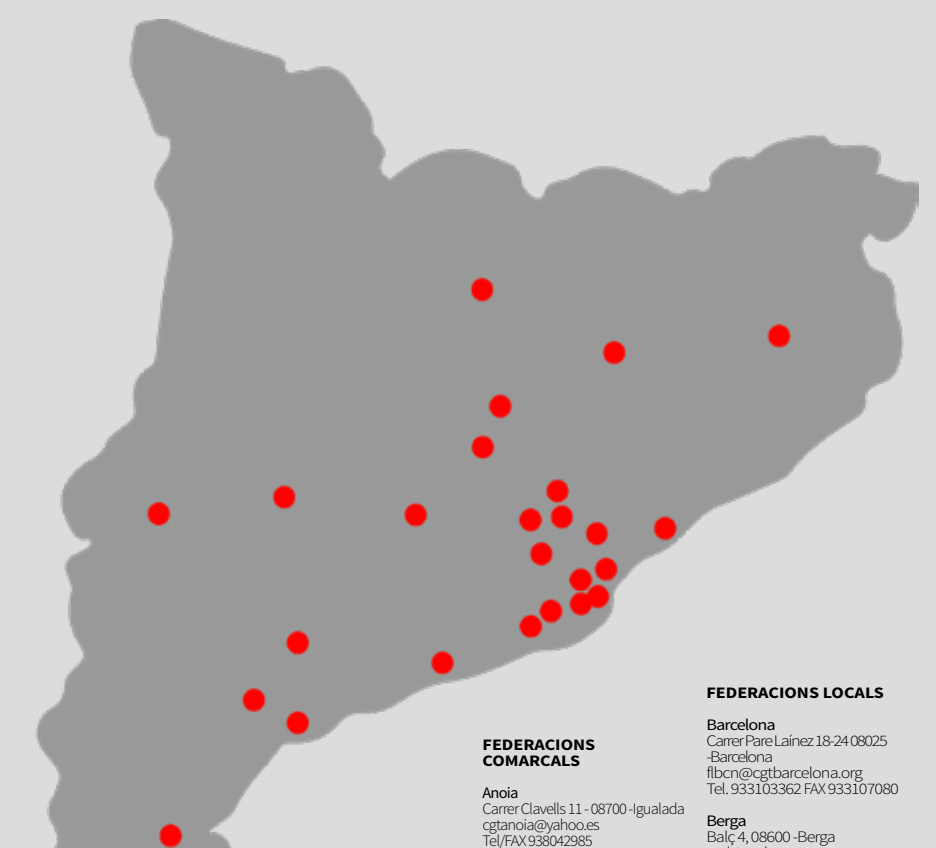 FEDERACIONS
COMARCALS
Anoia
Carrer Clavells 11 - 08700 -Igualada
cgtanoia@yahoo.es
Tel/FAX 938042985
FEDERACIONS LOCALS
Barcelona
Carrer Pare Laínez 18-24 08025
-Barcelona
flbcn@cgtbarcelona.org
Tel. 933103362 FAX 933107080
Berga
Balç 4, 08600 -Berga